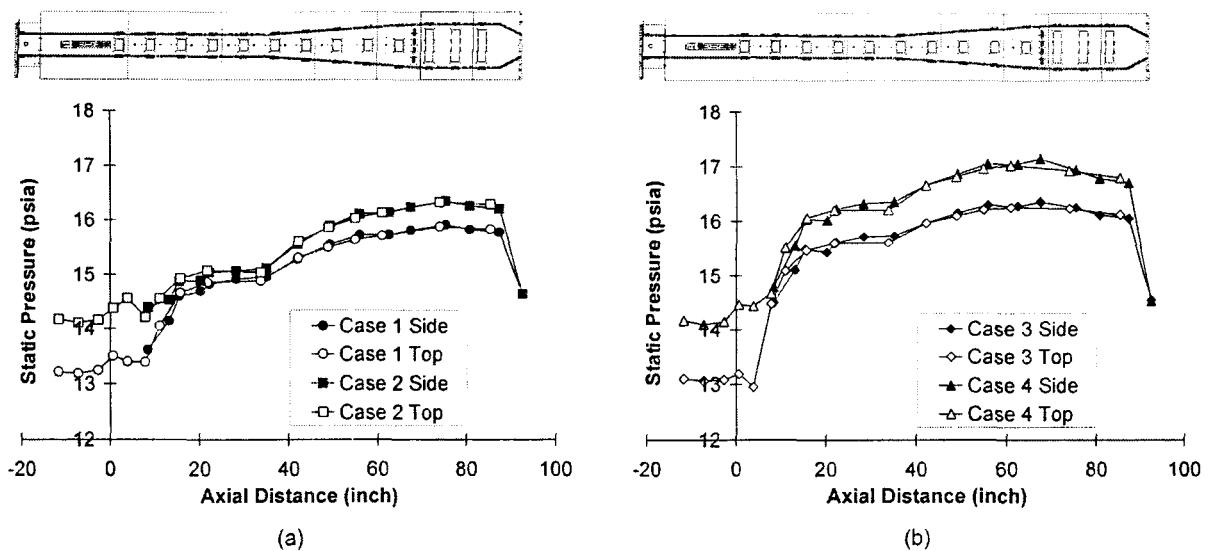 18
17
16
15
14
13
12
Static Pressure (psia)
-20 0 20 40 60 80 100
Axial Distance (inch)
Case 1 Side
Case 1 Top
Case 2 Side
Case 2 Top
(a)
18
17
16
15
14
13
12
Static Pressure (psia)
-20 0 20 40 60 80 100
Axial Distance (inch)
Case 3 Side
Case 3 Top
Case 4 Side
Case 4 Top
(b)